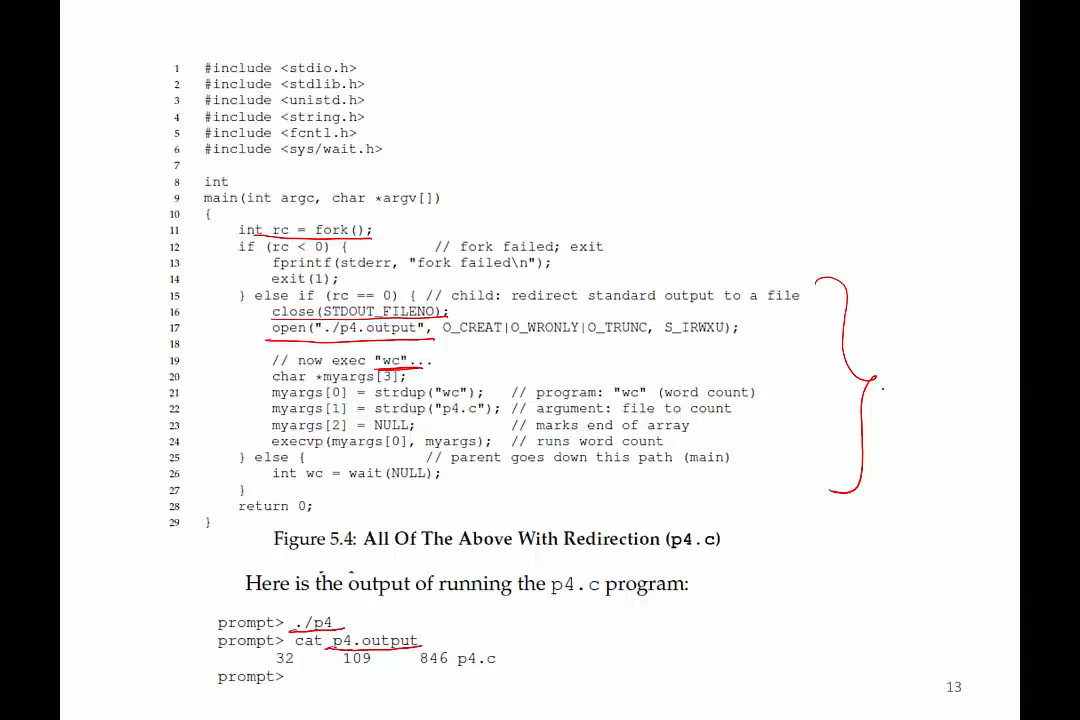 1 #include <stdio.h>
2 #include <stdlib.h>
3 #include <unistd.h>
4 #include <string.h>
5 #include <fcntl.h>
6 #include <sys/wait.h>
7
8 int
9 main(int argc, char *argv[])
10 {
11 int rc = fork();
12 if (rc < 0) { // fork failed; exit
13 fprintf(stderr, "fork failed\n");
14 exit(1);
15 } else if (rc == 0) { // child: redirect standard output to a file
16 close(STDOUT_FILENO);
17 open("./p4.output", O_CREAT|O_WRONLY|O_TRUNC, S_IRWXU);
18
19 // now exec "wc"...
20 char *myargs[3];
21 myargs[0] = strdup("wc"); // program: "wc" (word count)
22 myargs[1] = strdup("p4.c"); // argument: file to count
23 myargs[2] = NULL; // marks end of array
24 execvp(myargs[0], myargs); // runs word count
25 } else { // parent goes down this path (main)
26 int wc = wait(NULL);
27 }
28 return 0;
29 }
Figure 5.4: All Of The Above With Redirection (p4.c)
Here is the output of running the p4.c program:
prompt> ./p4
prompt> cat p4.output
32 109 846 p4.c
prompt>
13